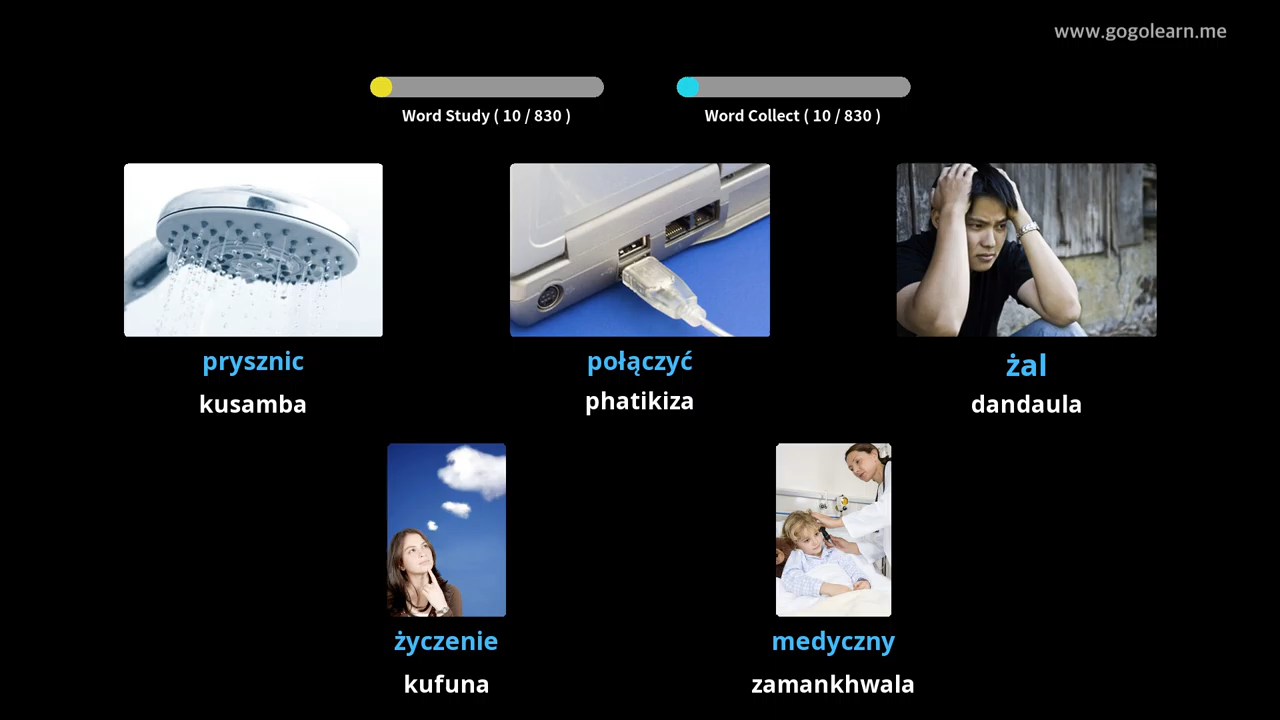 www.gogolearn.me
Word Study ( 10 / 830 )
Word Collect ( 10 / 830 )
prysznic
kusamba
połączyć
phatikiza
żal
dandaula
życzenie
kufuna
medyczny
zamankhwala